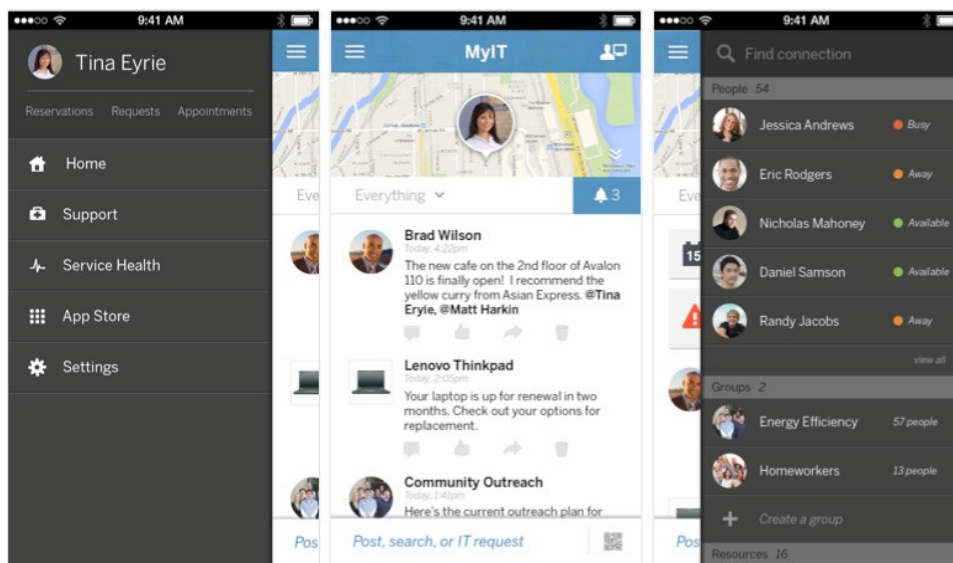 9:41 AM
Tina Eyrie
Reservations Requests Appointments
Home
Support
Service Health
App Store
Settings
Eve
Pos
9:41 AM
MyIT
Everything
3
Brad Wilson
Today, 4:22pm
The new cafe on the 2nd floor of Avalon
110 is finally open! I recommend the
yellow curry from Asian Express. @Tina
Eryie, @Matt Harkin
Lenovo Thinkpad
Today, 2:05pm
Your laptop is up for renewal in two
months. Check out your options for
replacement.
Community Outreach
Today, 1:41pm
Here's the current outreach plan for
Post, search, or IT request
9:41 AM
Eve
15
Pos
Find connection
People 54
Jessica Andrews Busy
Eric Rodgers Away
Nicholas Mahoney Available
Daniel Samson Available
Randy Jacobs Away
view all
Groups 2
Energy Efficiency 57 people
Homeworkers 13 people
Create a group
Resources 16